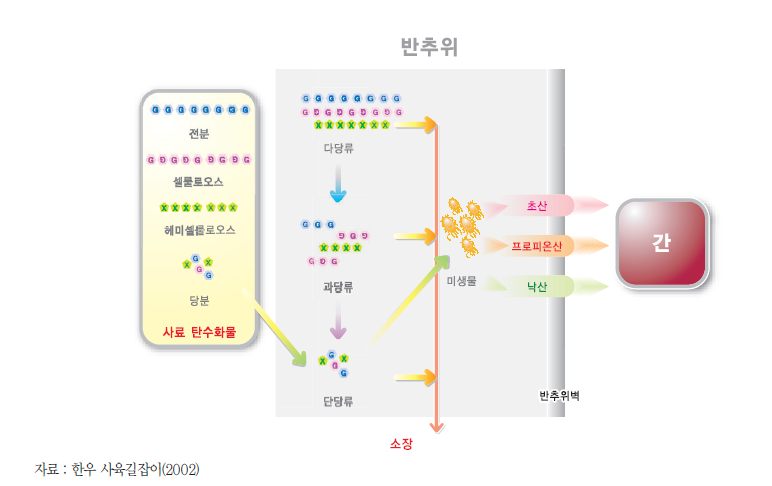 반추위
G G G G G G G G
전분
G G G G G G G G
셀룰로오스
X X X X X X X
헤미셀룰로오스
X G X G G
당분
사료 탄수화물
G G G G G G G G
G G G G G G G G
X X X X X X X
다당류
G G G
G G G
X X X X
G G G
과당류
X G X G G
단당류
미생물
초산
프로피온산
낙산
간
반추위벽
소장
자료 : 한우 사육길잡이(2002)